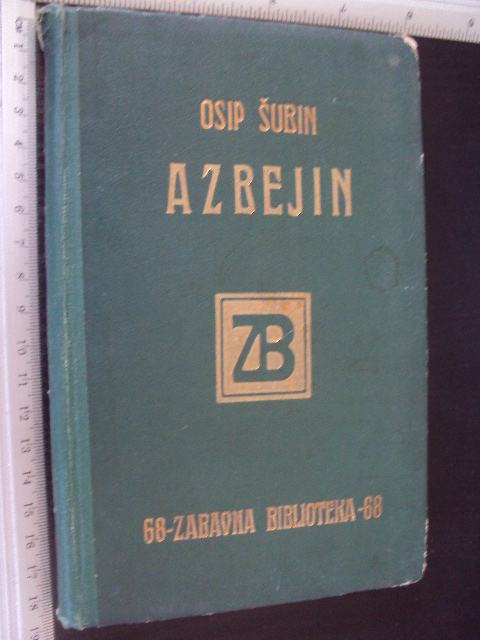 OSIP ŠUBIN
AZBEJIN
ZB
68-ZABAVNA BIBLIOTEKA-68